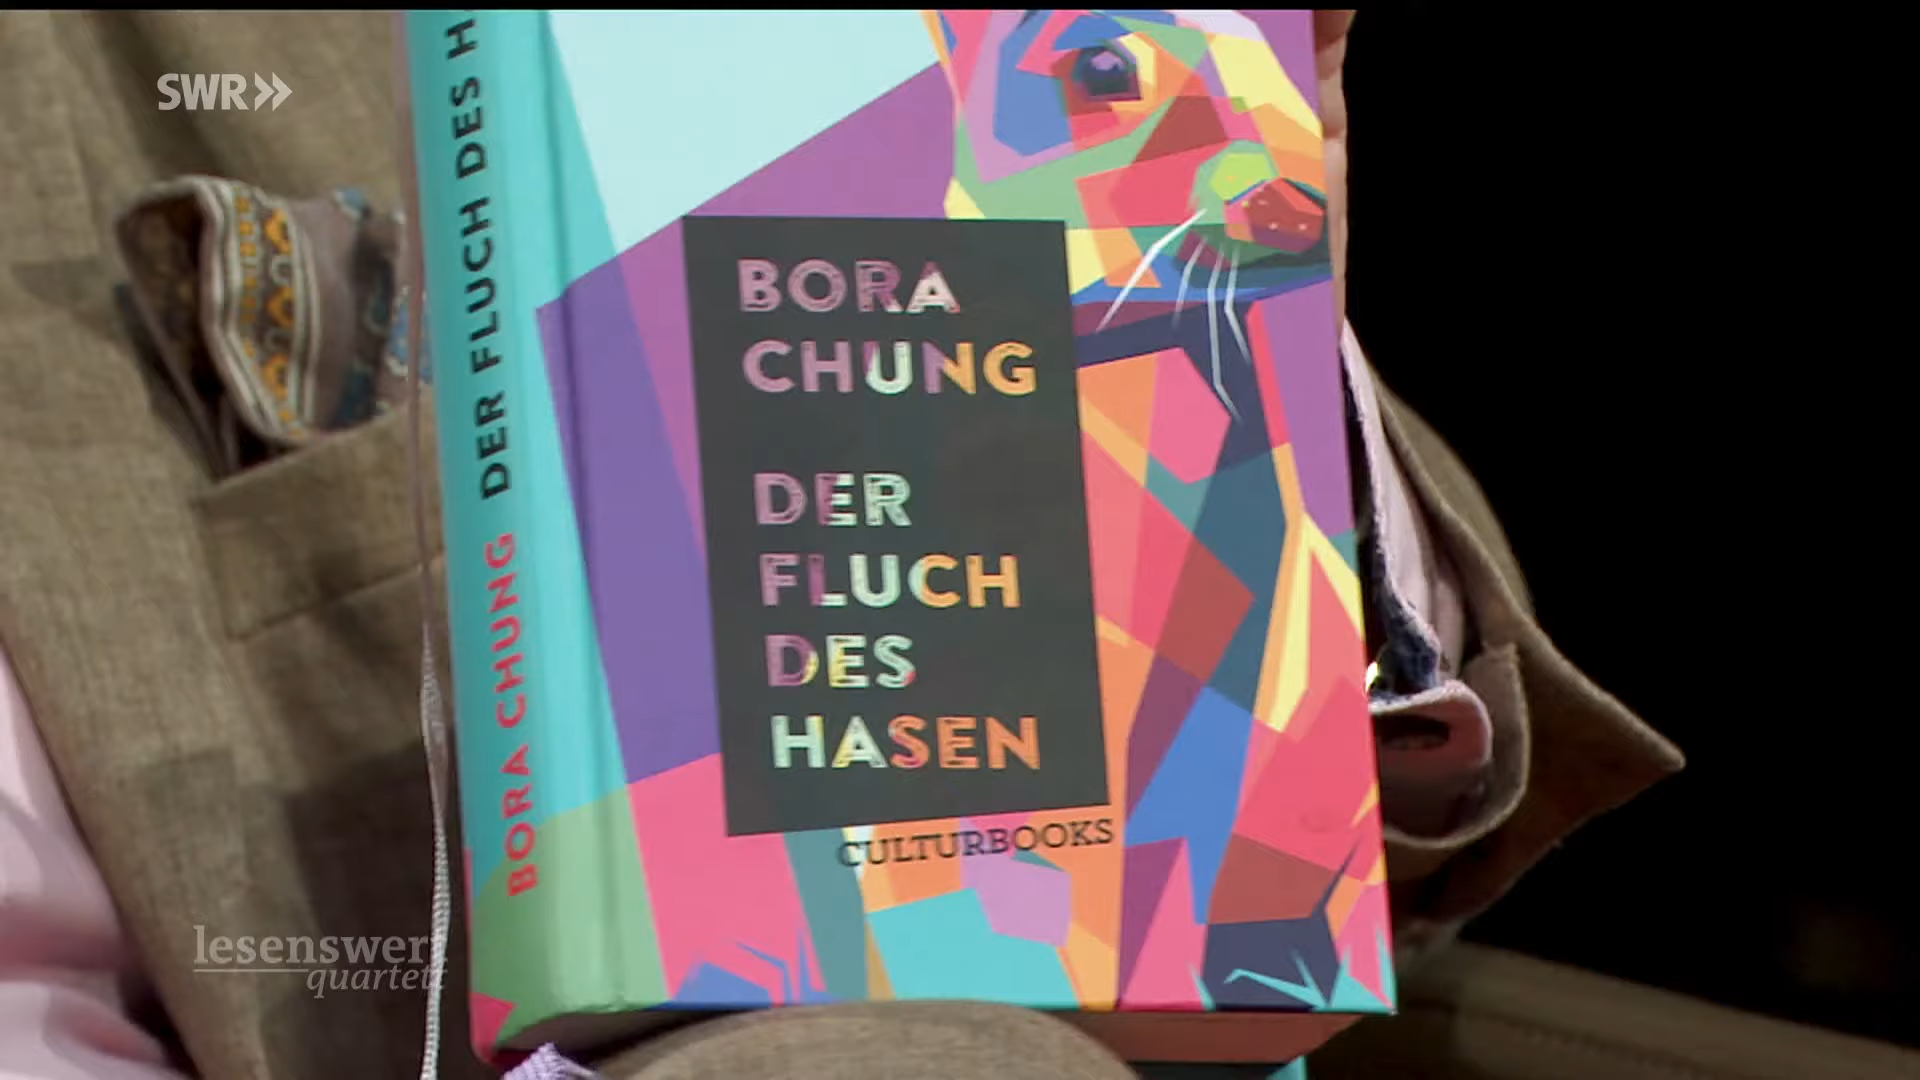 SWR»
BORA
CHUNG
DER
FLUCH
DES
HASEN
CULTURBOOKS
BORA CHUNG DER FLUCH DES H
lesenswert
quartett